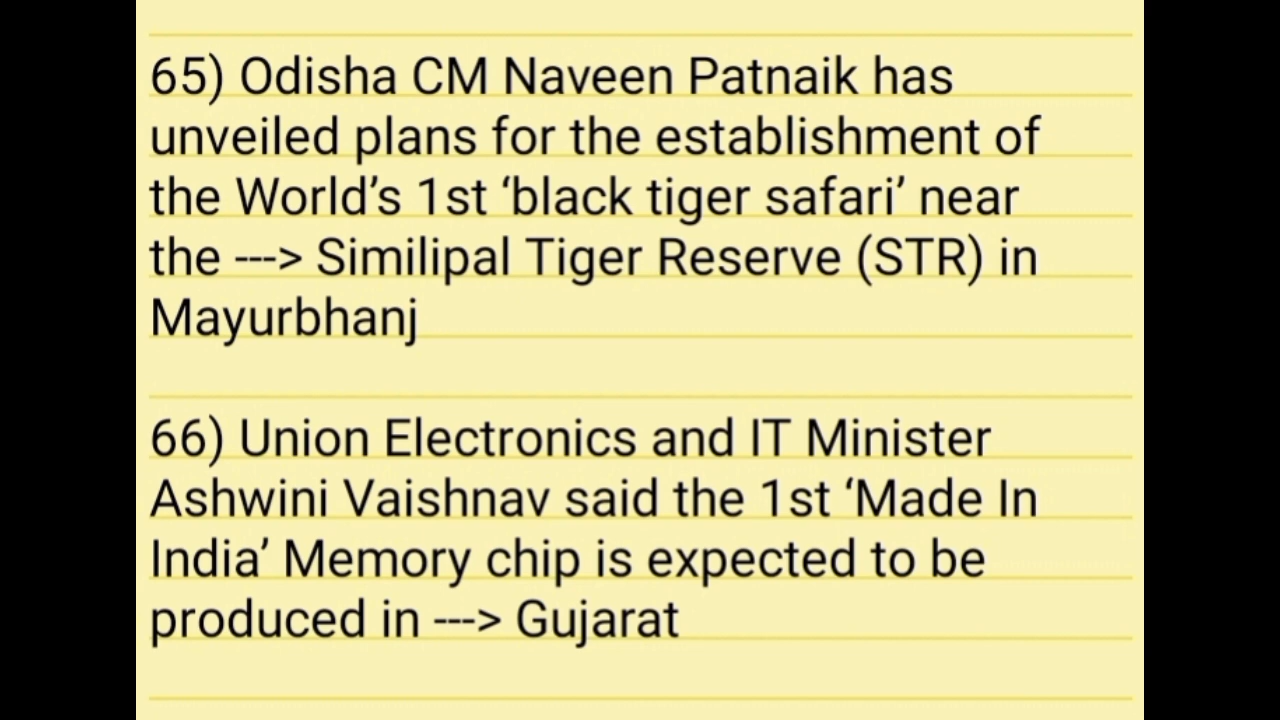 65) Odisha CM Naveen Patnaik has
unveiled plans for the establishment of
the World’s 1st ‘black tiger safari’ near
the ---> Similipal Tiger Reserve (STR) in
Mayurbhanj
66) Union Electronics and IT Minister
Ashwini Vaishnav said the 1st ‘Made In
India’ Memory chip is expected to be
produced in ---> Gujarat